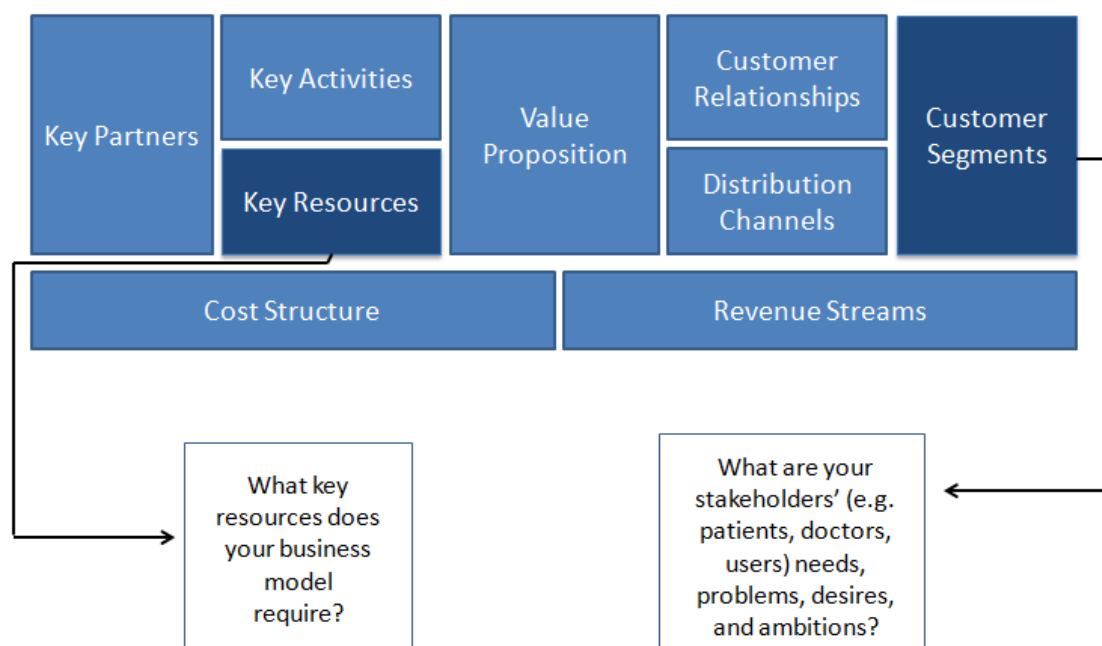 Key Partners
Key Activities
Key Resources
Value
Proposition
Customer
Relationships
Distribution
Channels
Customer
Segments
Cost Structure
Revenue Streams
What key
resources does
your business
model
require?
What are your
stakeholders’ (e.g.
patients, doctors,
users) needs,
problems, desires,
and ambitions?